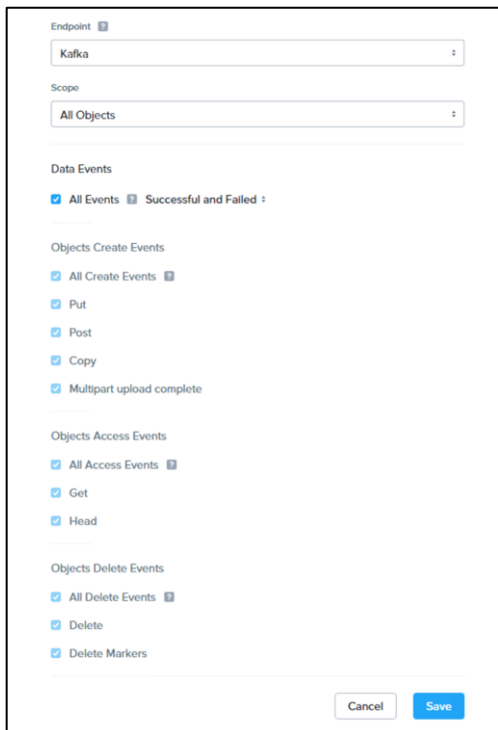 Endpoint ?
Kafka
Scope
All Objects
Data Events
All Events ? Successful and Failed
Objects Create Events
All Create Events ?
Put
Post
Copy
Multipart upload complete
Objects Access Events
All Access Events ?
Get
Head
Objects Delete Events
All Delete Events ?
Delete
Delete Markers
Cancel Save